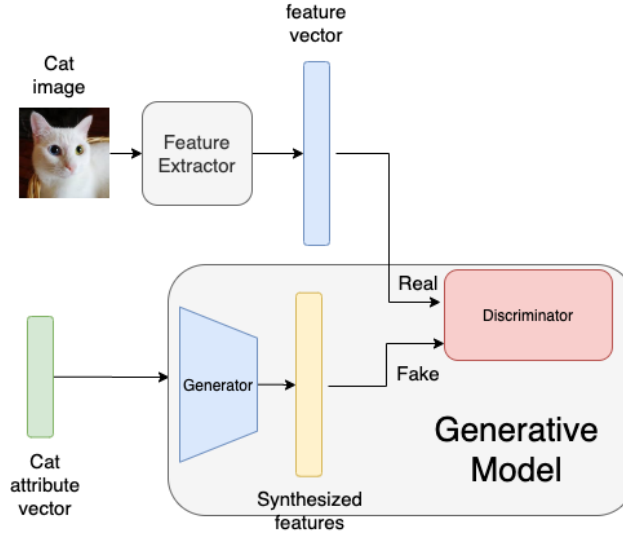 feature
vector
Cat
image
Feature
Extractor
Real
Discriminator
Generator
Fake
Generative
Model
Cat
attribute
vector
Synthesized
features